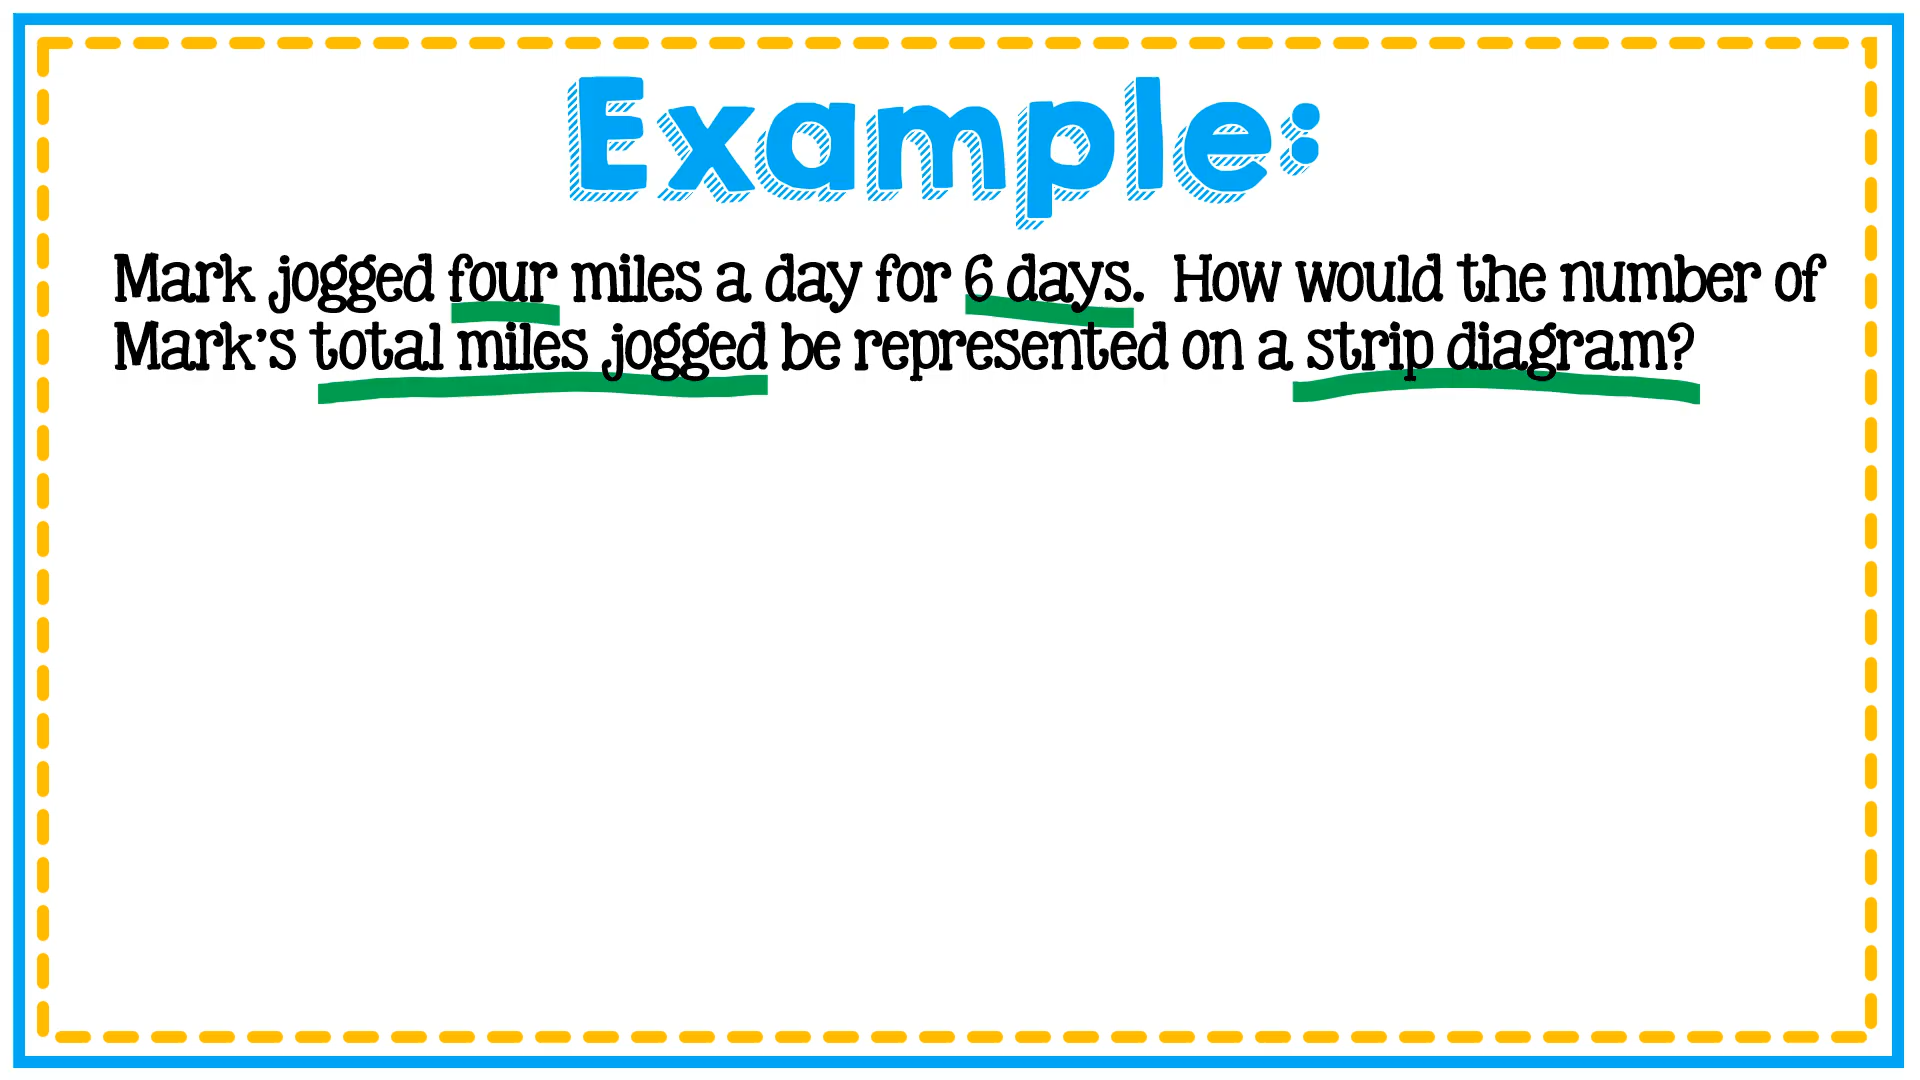 Example:
Mark jogged four miles a day for 6 days.  How would the number of
Mark's total miles jogged be represented on a strip diagram?